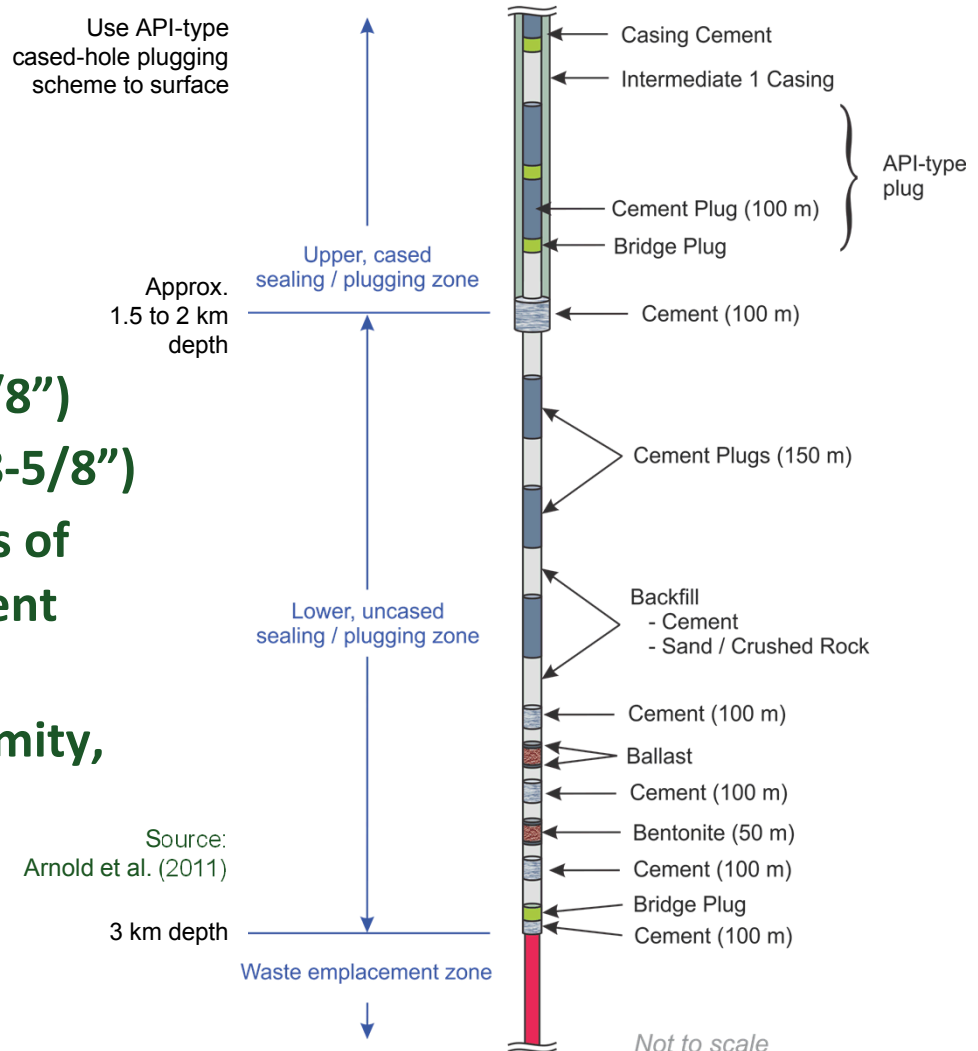 Use API-type
cased-hole plugging
scheme to surface
Casing Cement
Intermediate 1 Casing
API-type
plug
Cement Plug (100 m)
Bridge Plug
Upper, cased
sealing / plugging zone
Approx.
1.5 to 2 km
depth
Cement (100 m)
/8”)
-5/8”)
s of
ent
mity,
Cement Plugs (150 m)
Lower, uncased
sealing / plugging zone
Backfill
- Cement
- Sand / Crushed Rock
Cement (100 m)
Ballast
Cement (100 m)
Bentonite (50 m)
Cement (100 m)
Bridge Plug
Cement (100 m)
Source:
Arnold et al. (2011)
3 km depth
Waste emplacement zone
Not to scale